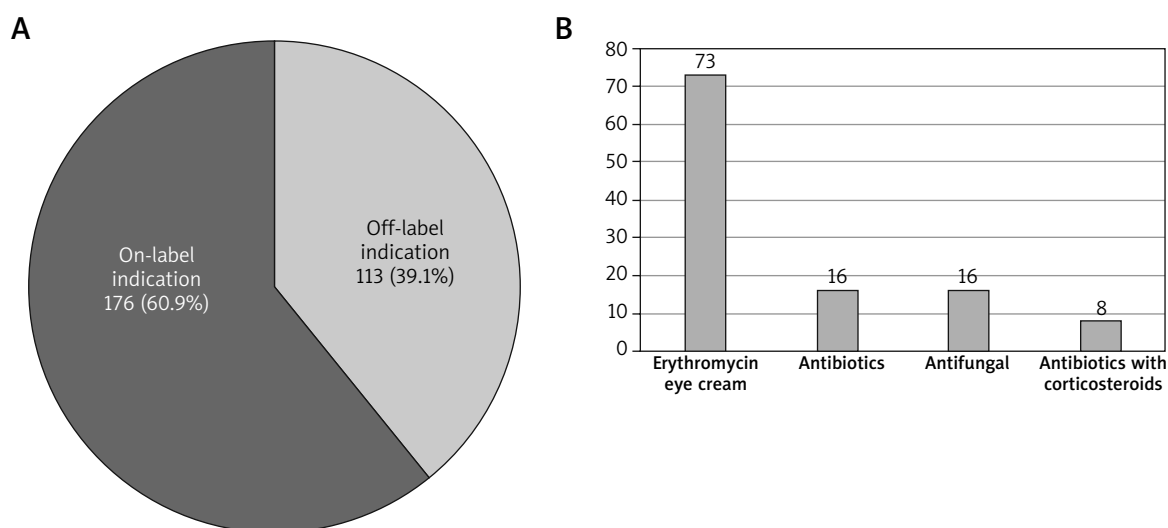 A
On-label
indication
176 (60.9%)
Off-label
indication
113 (39.1%)
B
80
70
60
50
40
30
20
10
0
73
16
16
8
Erythromycin
eye cream
Antibiotics
Antifungal
Antibiotics with
corticosteroids